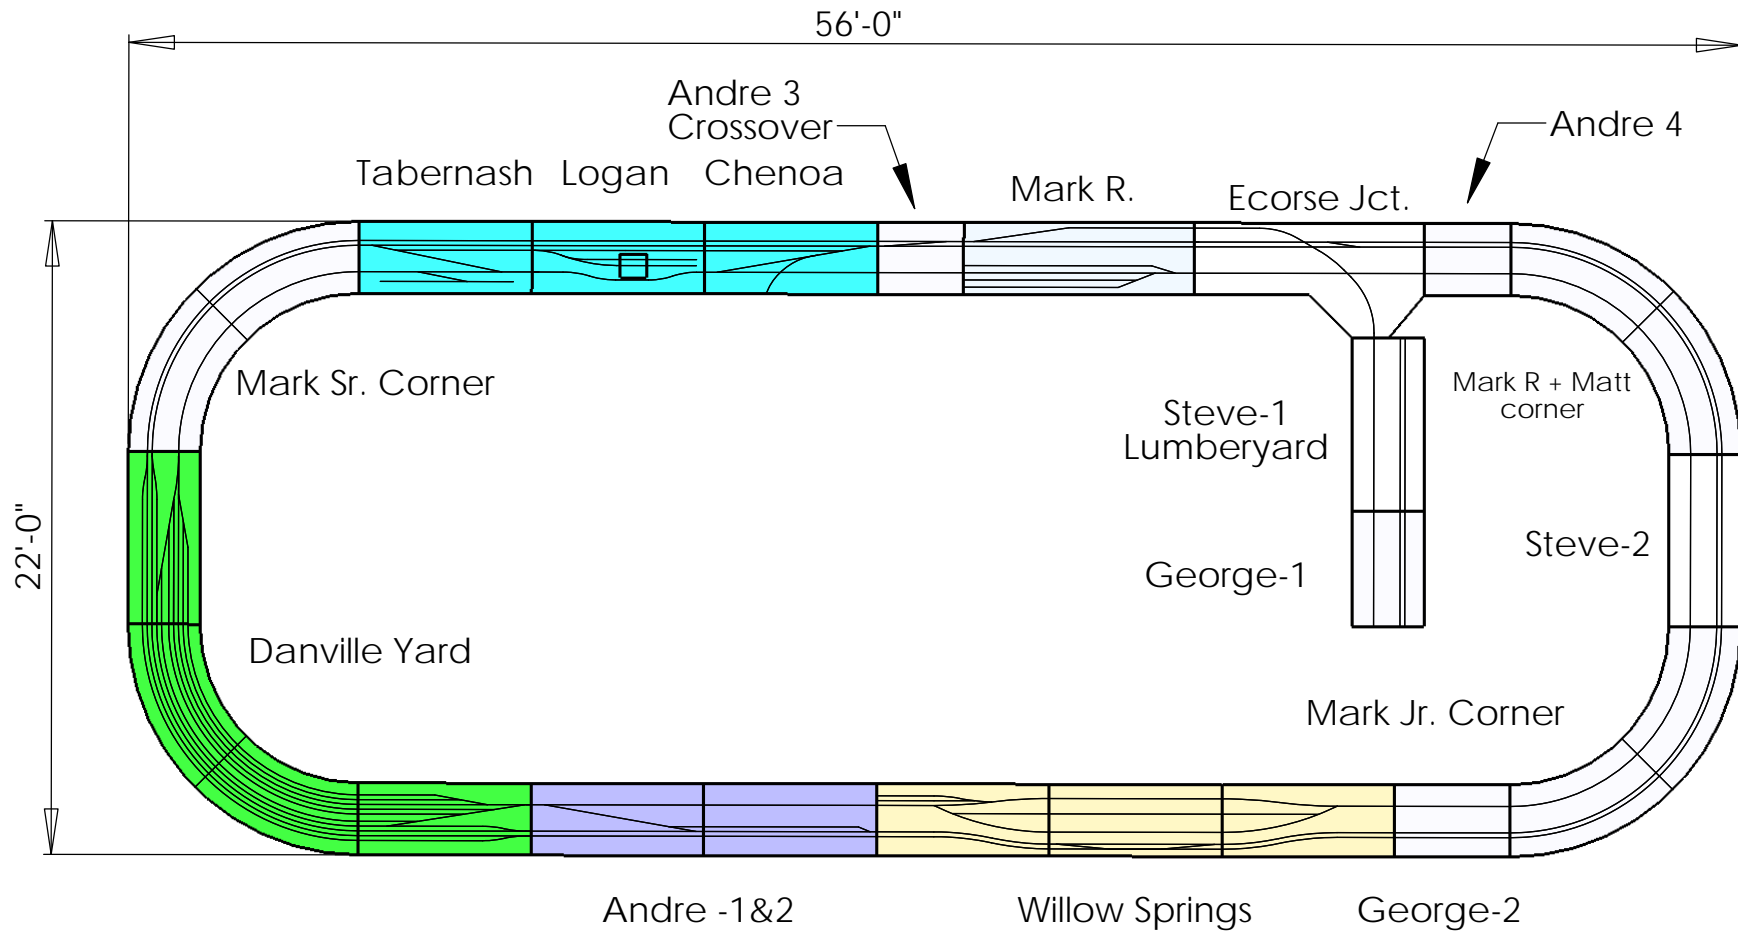 56'-0"
Andre 3
Crossover
Andre 4
Tabernash
Logan
Chenoa
Mark R.
Ecorse Jct.
Mark Sr. Corner
Mark R + Matt
corner
Steve-1
Lumberyard
22'-0"
Steve-2
George-1
Danville Yard
Mark Jr. Corner
Andre -1&2
Willow Springs
George-2